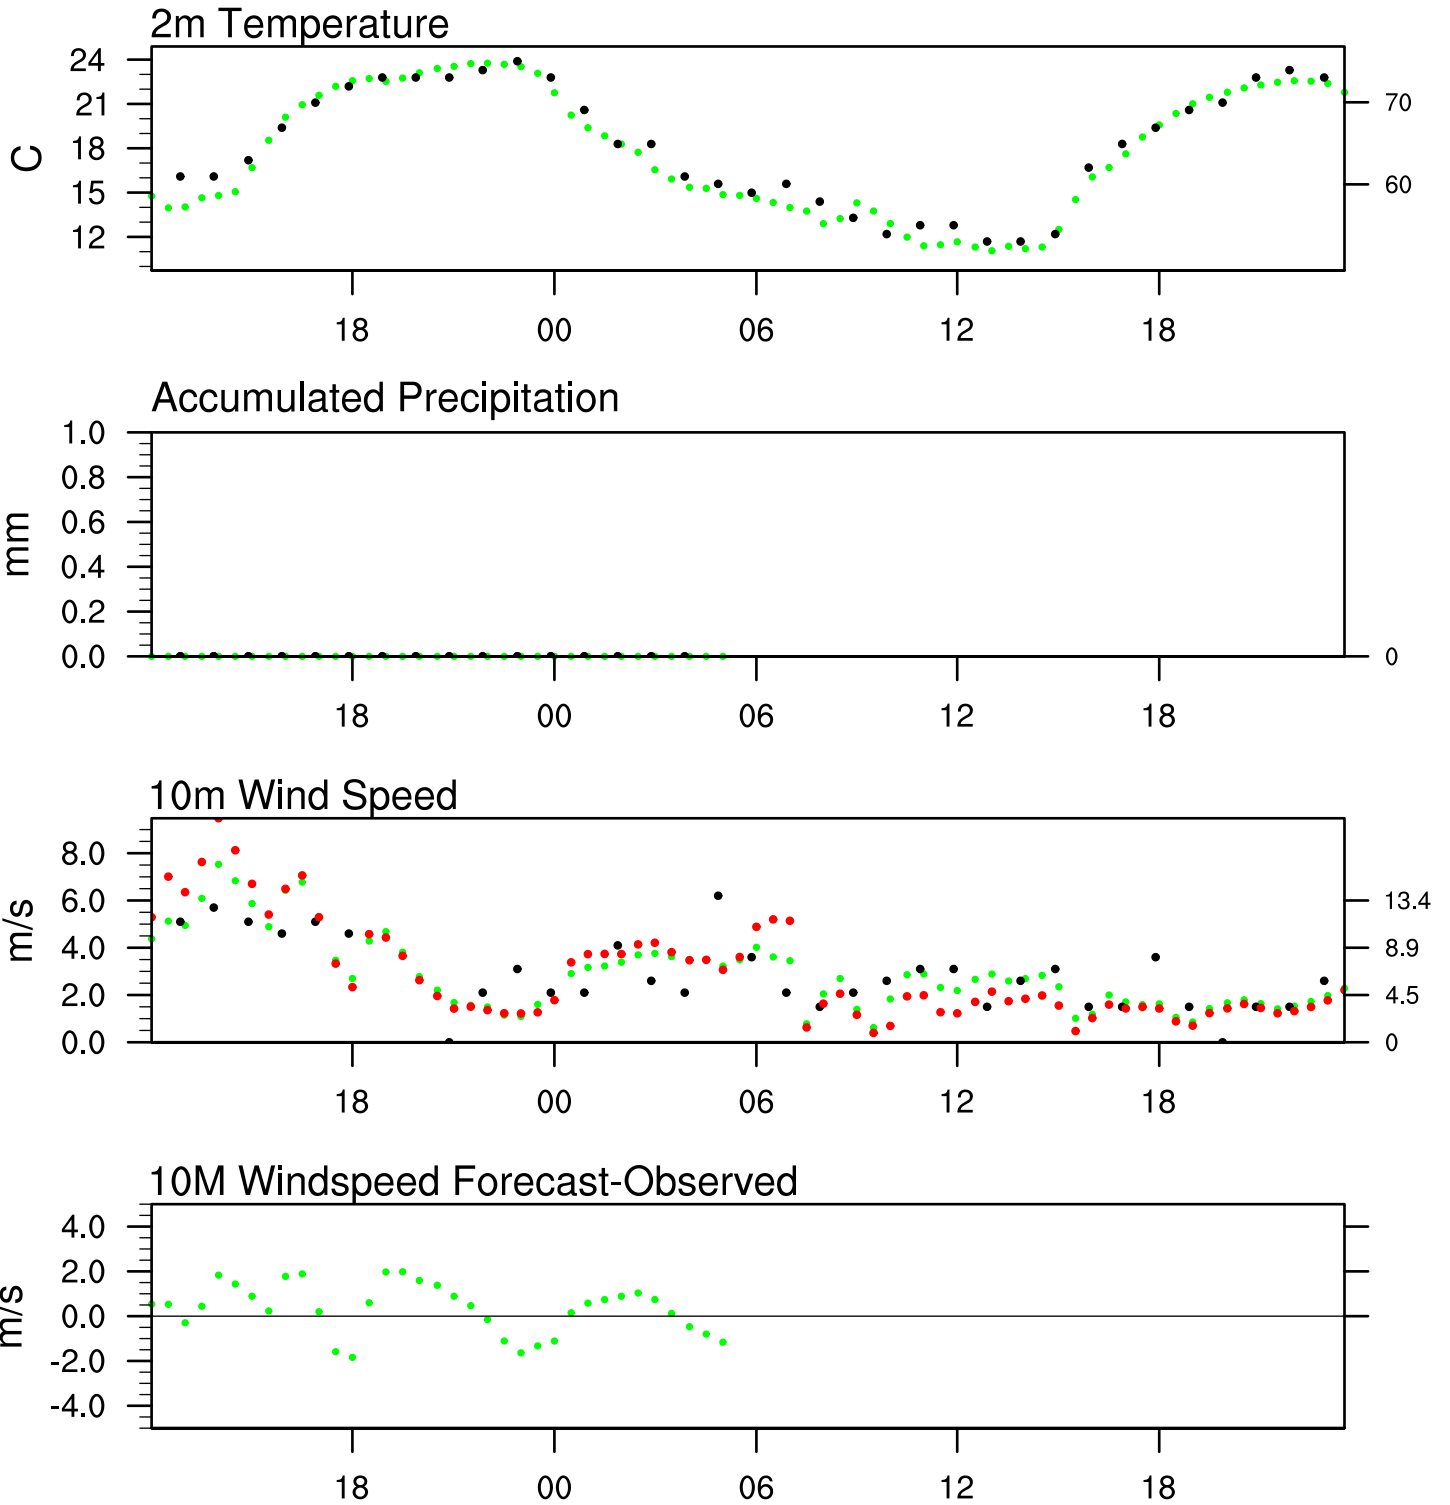 2m Temperature
24
21
18
15
12
C
70
60
18 00 06 12 18
Accumulated Precipitation
1.0
0.8
0.6
0.4
0.2
0.0
mm
0
18 00 06 12 18
10m Wind Speed
8.0
6.0
4.0
2.0
0.0
m/s
13.4
8.9
4.5
0
18 00 06 12 18
10M Windspeed Forecast-Observed
4.0
2.0
0.0
-2.0
-4.0
m/s
18 00 06 12 18